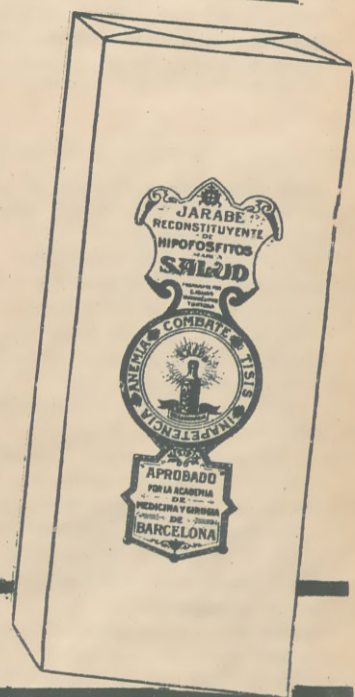 JARABE
RECONSTITUYENTE
DE
HIPOFOSFITOS
SALUD
COMBATE
ANEMIA
TISIS
INAPETENCIA
APROBADO
POR LA ACADEMIA
DE
MEDICINA Y CIRUGIA
DE
BARCELONA